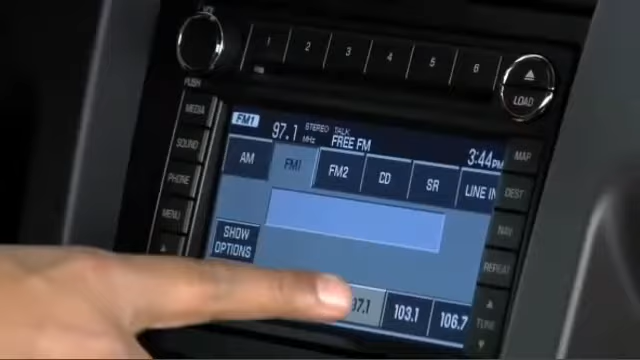 1 2 3 4 5 6
LOAD
PUSH
MEDIA
SOUND
PHONE
MENU
FM1 97.1 MHz STEREO TALK
FREE FM
3:44PM
AM FM1 FM2 CD SR LINE IN
SHOW
OPTIONS
97.1 103.1 106.7
MAP
DEST
NAV
REPEAT
TUNE